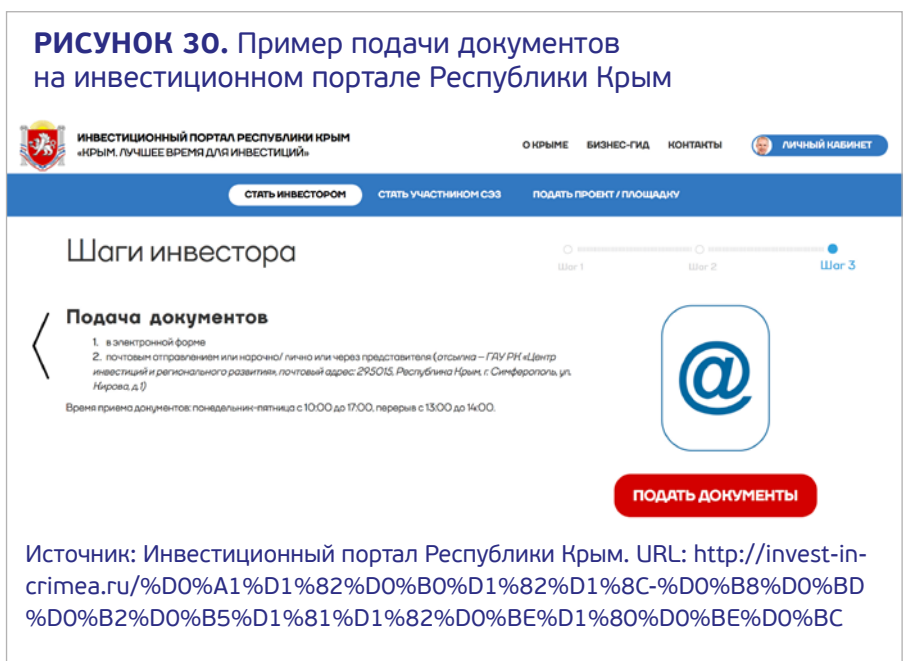 РИСУНОК 30. Пример подачи документов
на инвестиционном портале Республики Крым
ИНВЕСТИЦИОННЫЙ ПОРТАЛ РЕСПУБЛИКИ КРЫМ
«КРЫМ. ЛУЧШЕЕ ВРЕМЯ ДЛЯ ИНВЕСТИЦИЙ»
О КРЫМЕ БИЗНЕС-ГИД КОНТАКТЫ ЛИЧНЫЙ КАБИНЕТ
СТАТЬ ИНВЕСТОРОМ СТАТЬ УЧАСТНИКОМ СЭЗ ПОДАТЬ ПРОЕКТ / ПЛОЩАДКУ
Шаги инвестора
Шаг 1 Шаг 2 Шаг 3
Подача документов
1. в электронной форме
2. почтовым отправлением или нарочно/ лично или через представителя (отсылка – ГАУ РК «Центр
инвестиций и регионального развития», почтовый адрес: 295015, Республика Крым, г. Симферополь, ул.
Кирова, д.1)
Время приема документов: понедельник-пятница с 10:00 до 17:00, перерыв с 13:00 до 14:00.
@
ПОДАТЬ ДОКУМЕНТЫ
Источник: Инвестиционный портал Республики Крым. URL: http://invest-in-
crimea.ru/%D0%A1%D1%82%D0%B0%D1%82%D1%8C-%D0%B8%D0%BD
%D0%B2%D0%B5%D1%81%D1%82%D0%BE%D1%80%D0%BE%D0%BC